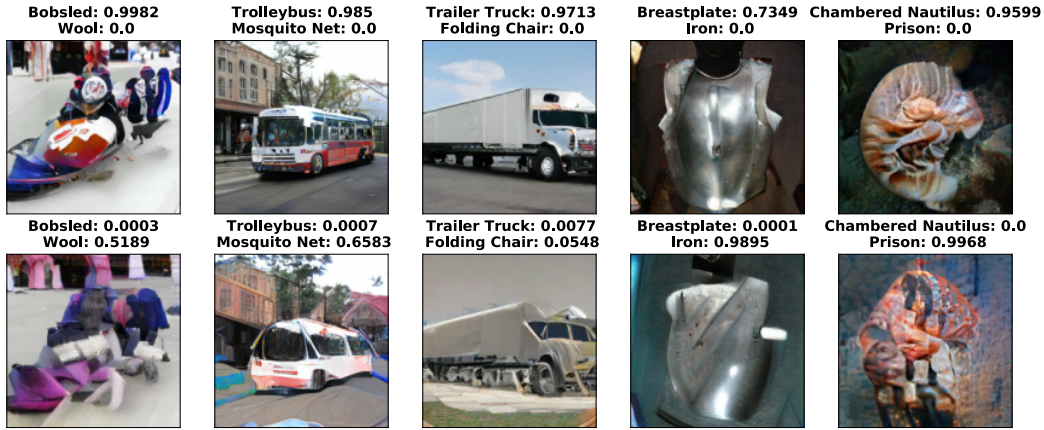 Bobsled: 0.9982
Wool: 0.0
Trolleybus: 0.985
Mosquito Net: 0.0
Trailer Truck: 0.9713
Folding Chair: 0.0
Breastplate: 0.7349
Iron: 0.0
Chambered Nautilus: 0.9599
Prison: 0.0
Bobsled: 0.0003
Wool: 0.5189
Trolleybus: 0.0007
Mosquito Net: 0.6583
Trailer Truck: 0.0077
Folding Chair: 0.0548
Breastplate: 0.0001
Iron: 0.9895
Chambered Nautilus: 0.0
Prison: 0.9968